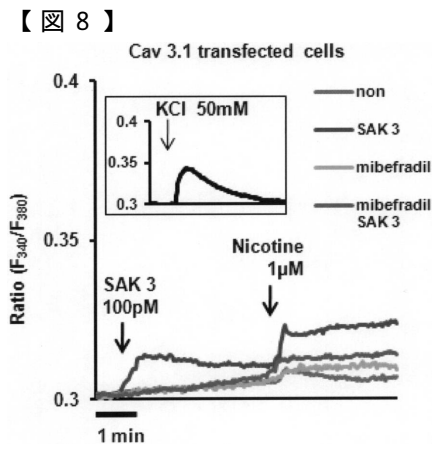 【図8】
Cav 3.1 transfected cells
0.4
0.35
0.3
Ratio (F340/F380)
KCl 50mM
0.4
0.35
0.3
non
SAK 3
mibefradil
mibefradil
SAK 3
SAK 3
100pM
Nicotine
1μM
1 min